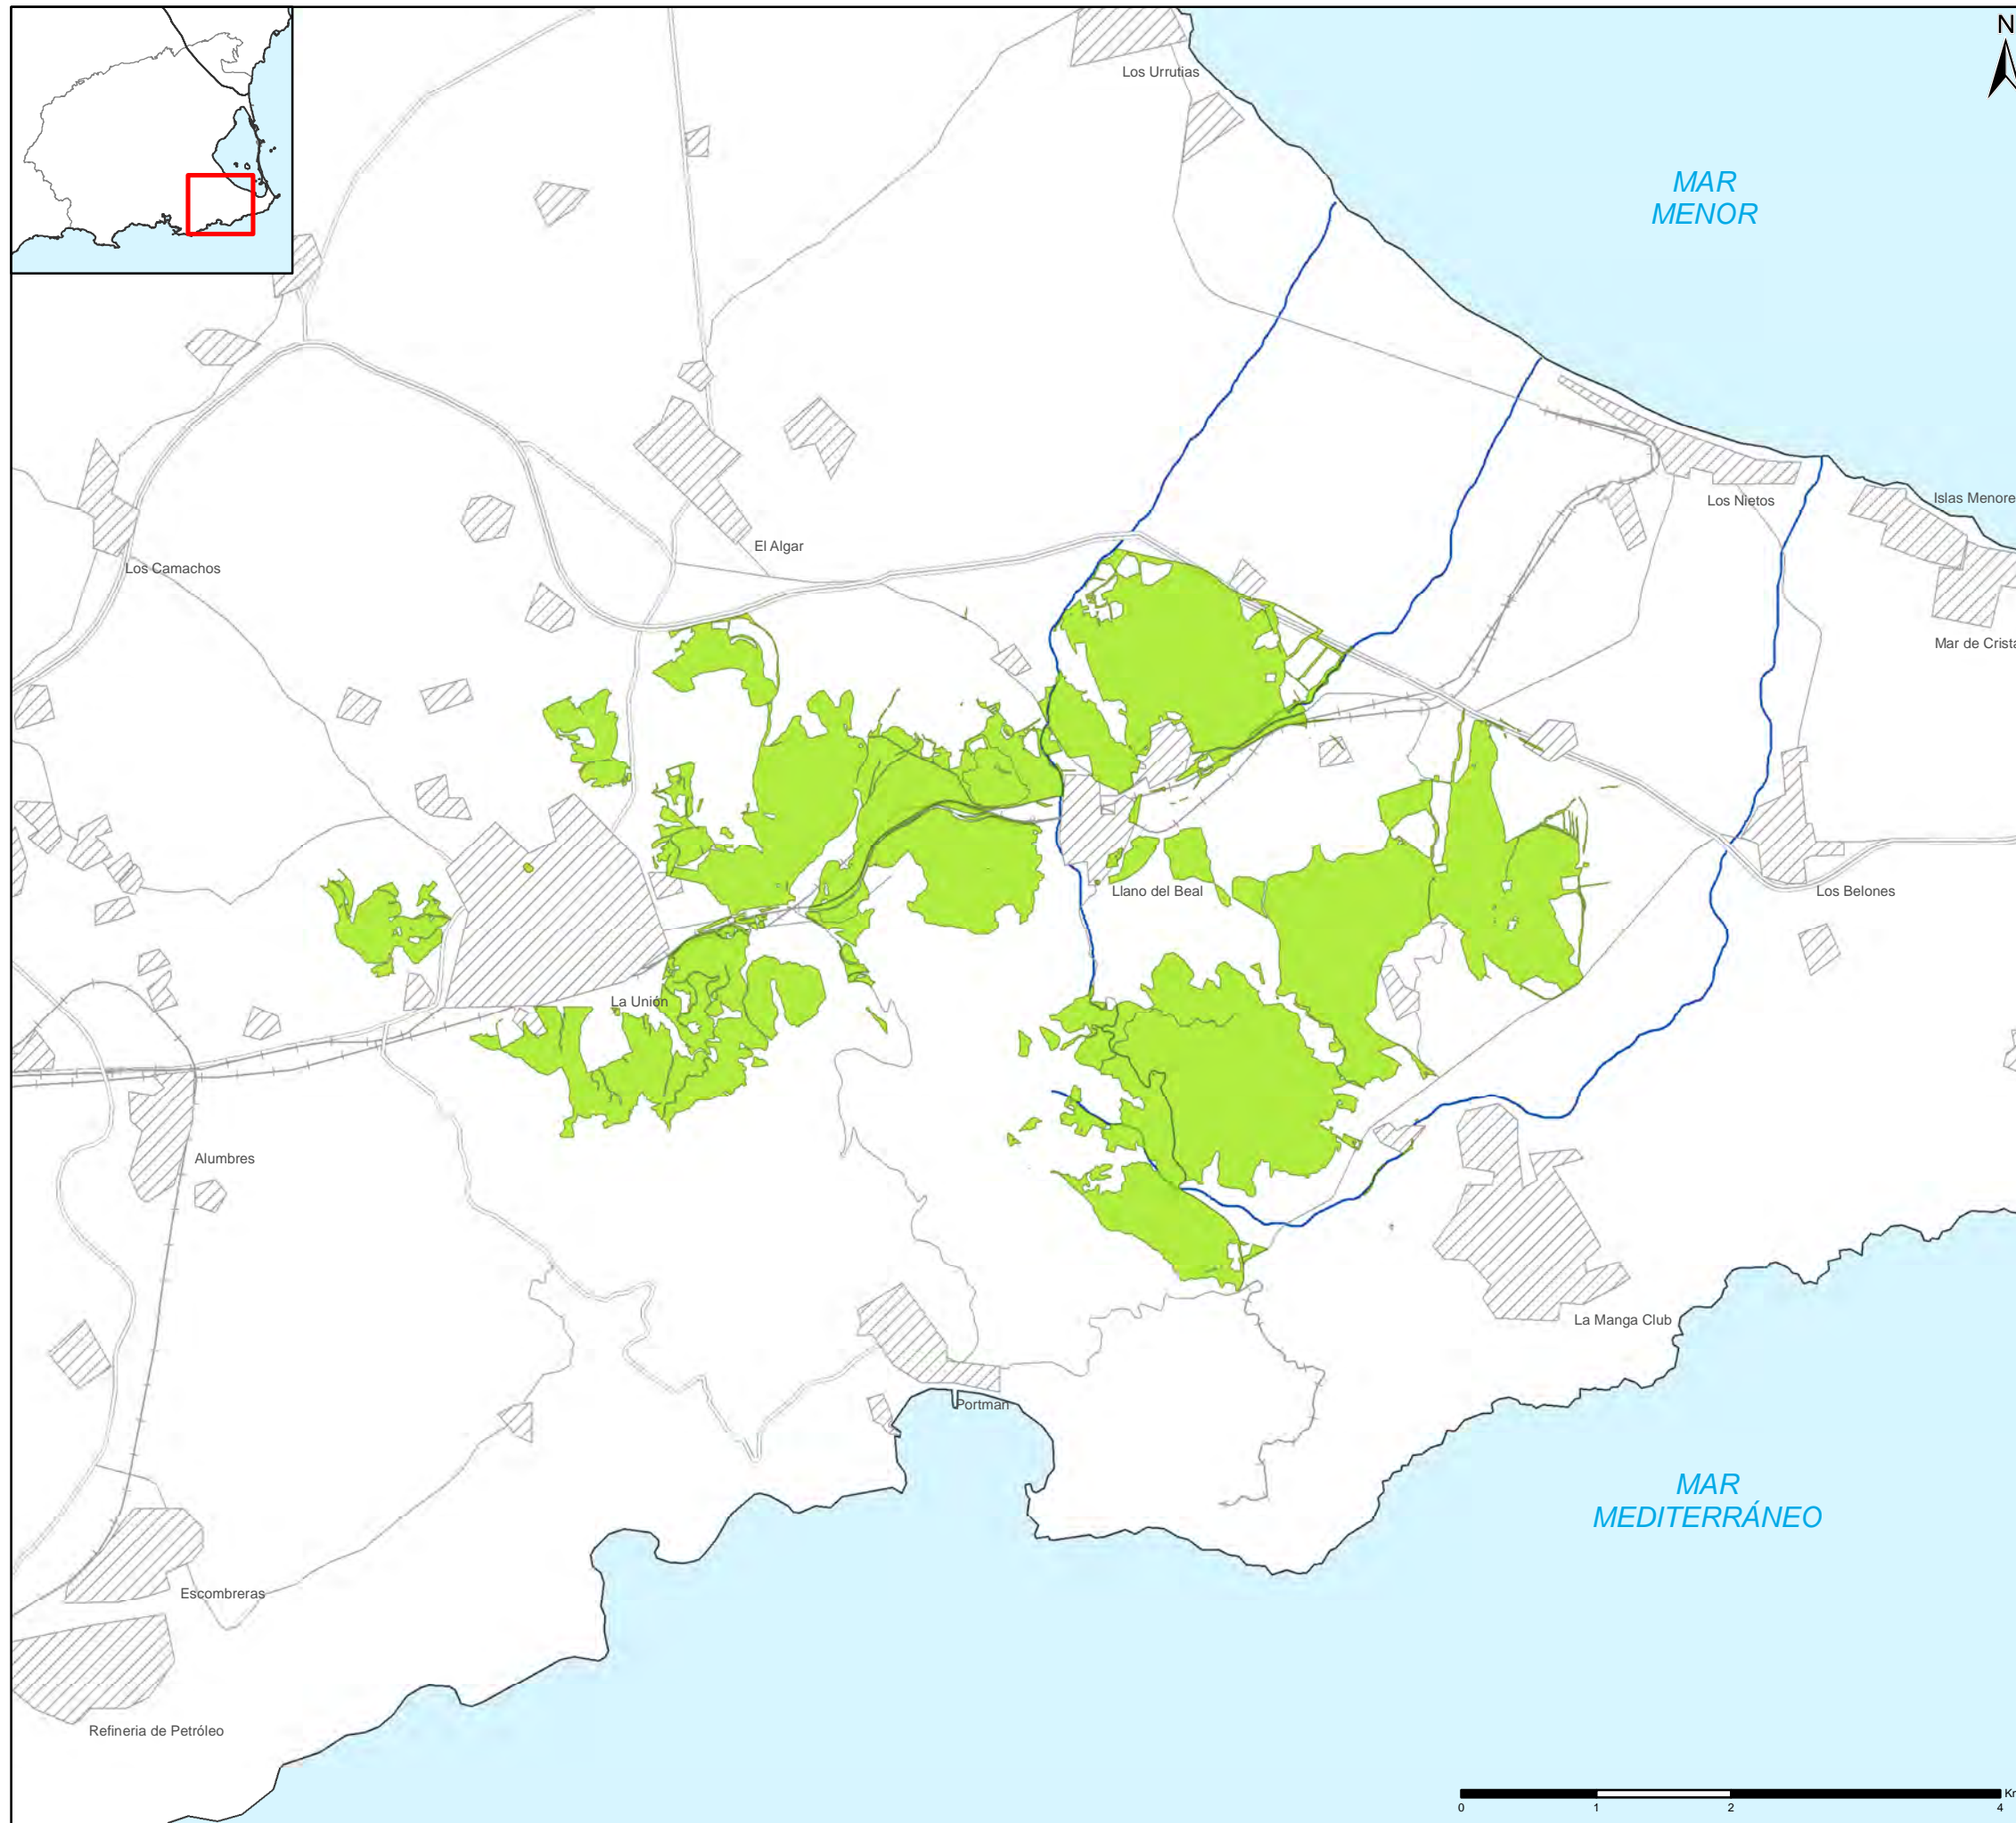 N
Los Urrutias
MAR
MENOR
Los Nietos
Islas Menore
El Algar
Los Camachos
Mar de Crista
Llano del Beal
Los Belones
La Unión
Alumbres
La Manga Club
Portman
MAR
MEDITERRÁNEO
Escombreras
Refineria de Petróleo
0 1 2 4